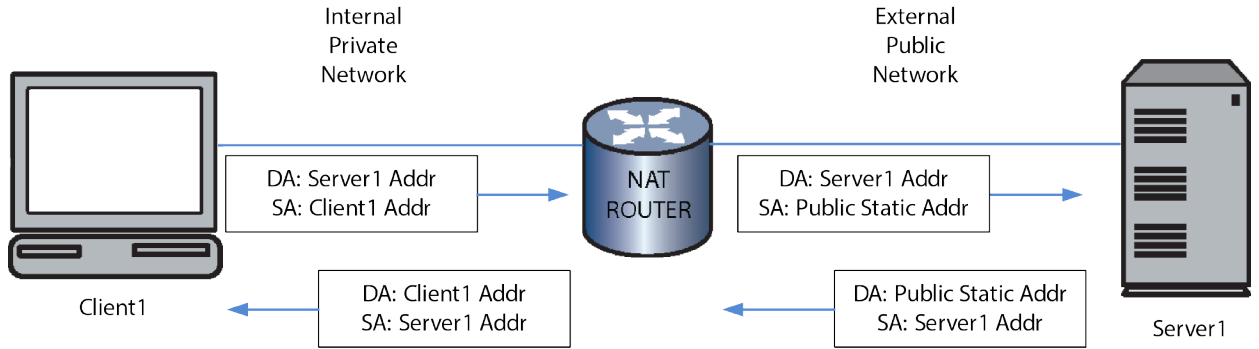 Internal
Private
Network
External
Public
Network
DA: Server1 Addr
SA: Client1 Addr
NAT
ROUTER
DA: Server1 Addr
SA: Public Static Addr
Client1
DA: Client1 Addr
SA: Server1 Addr
DA: Public Static Addr
SA: Server1 Addr
Server1